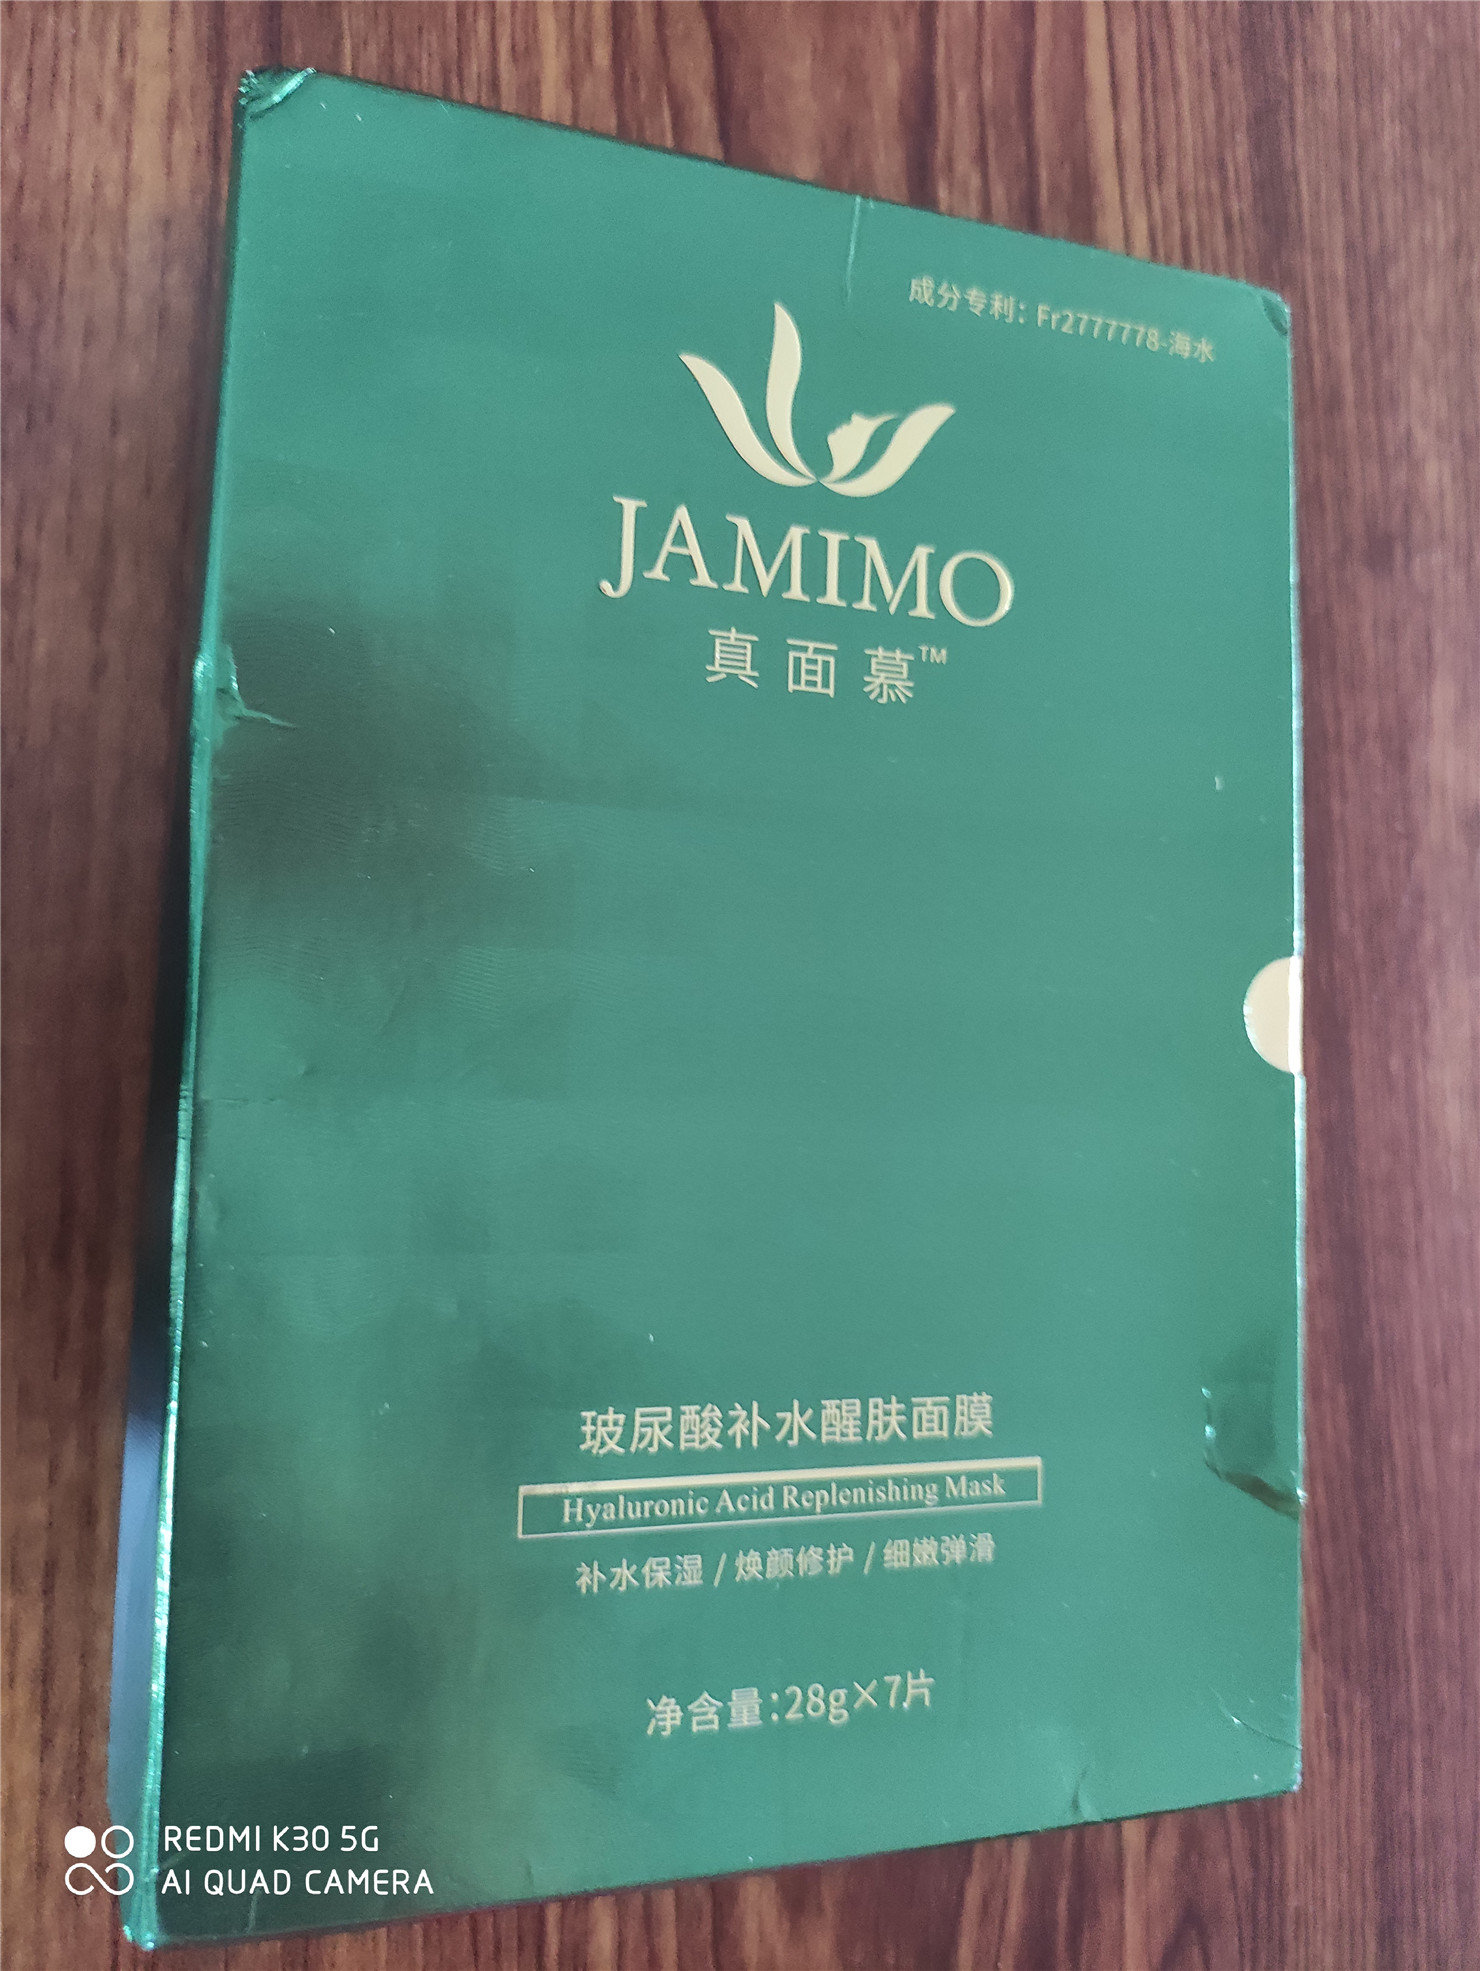 成分专利：Fr2777778-海水
JAMIMO
真面慕™
玻尿酸补水醒肤面膜
Hyaluronic Acid Replenishing Mask
补水保湿 / 焕颜修护 / 细嫩弹滑
净含量:28g×7片
REDMI K30 5G
AI QUAD CAMERA